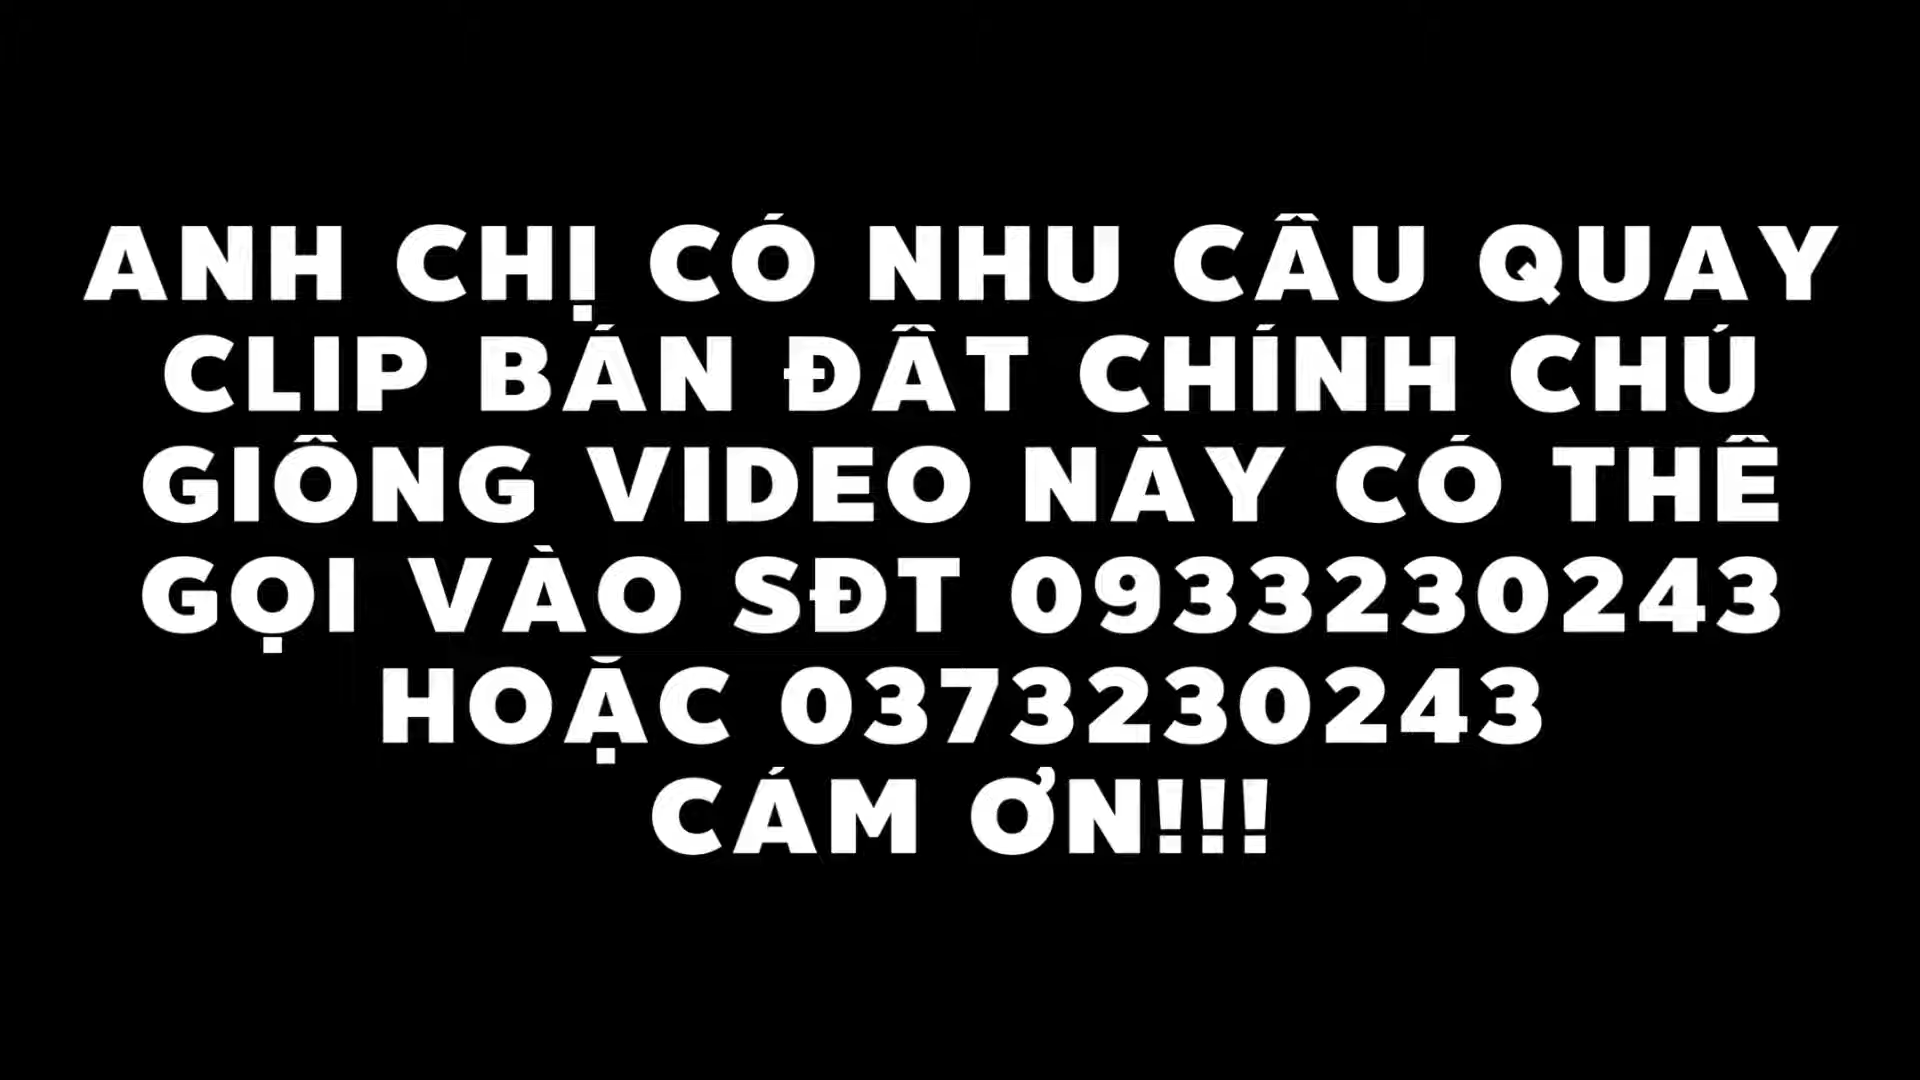 ANH CHỊ CÓ NHU CẦU QUAY
CLIP BÁN ĐẤT CHÍNH CHỦ
GIỐNG VIDEO NÀY CÓ THỂ
GỌI VÀO SĐT 0933230243
HOẶC 0373230243
CÁM ƠN!!!